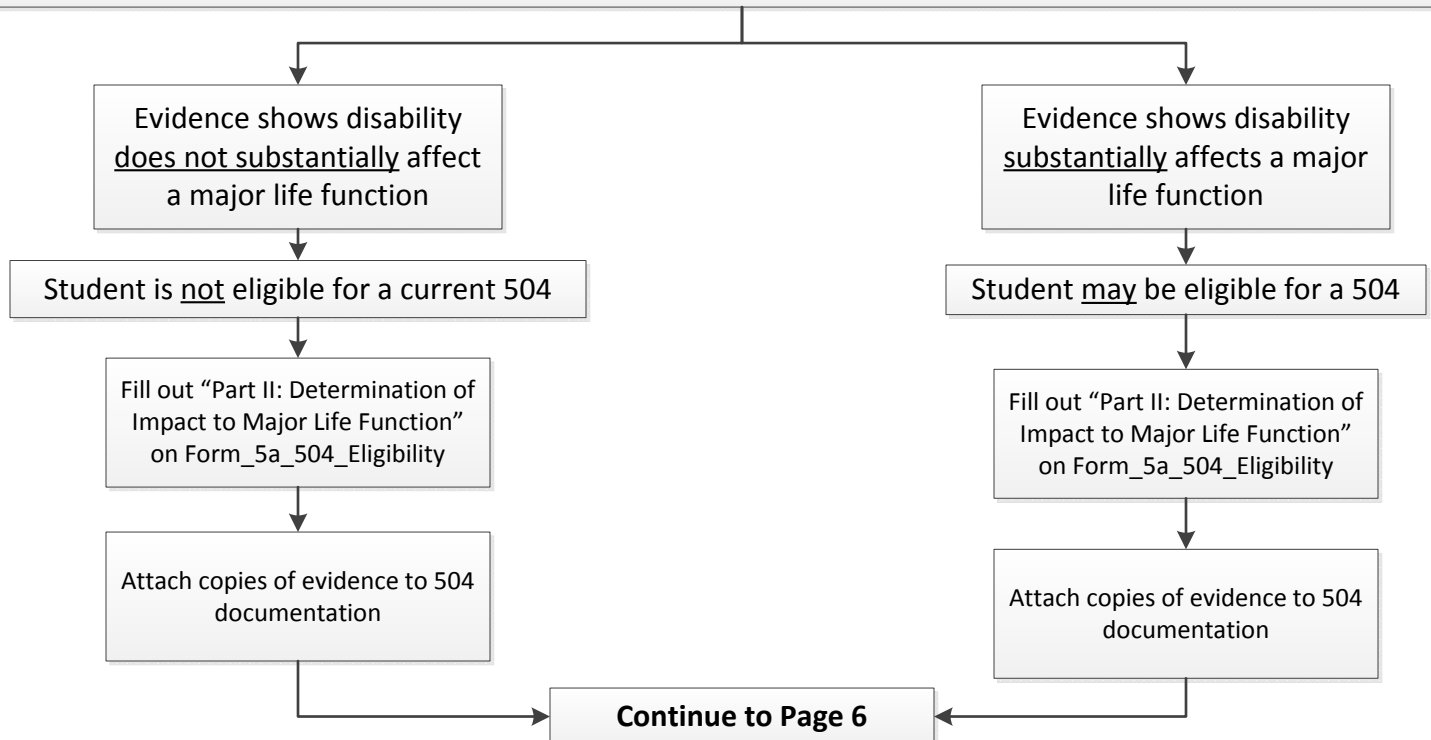 Evidence shows disability
does not substantially affect
a major life function
Student is not eligible for a current 504
Fill out “Part II: Determination of
Impact to Major Life Function”
on Form_5a_504_Eligibility
Attach copies of evidence to 504
documentation
Evidence shows disability
substantially affects a major
life function
Student may be eligible for a 504
Fill out “Part II: Determination of
Impact to Major Life Function”
on Form_5a_504_Eligibility
Attach copies of evidence to 504
documentation
Continue to Page 6